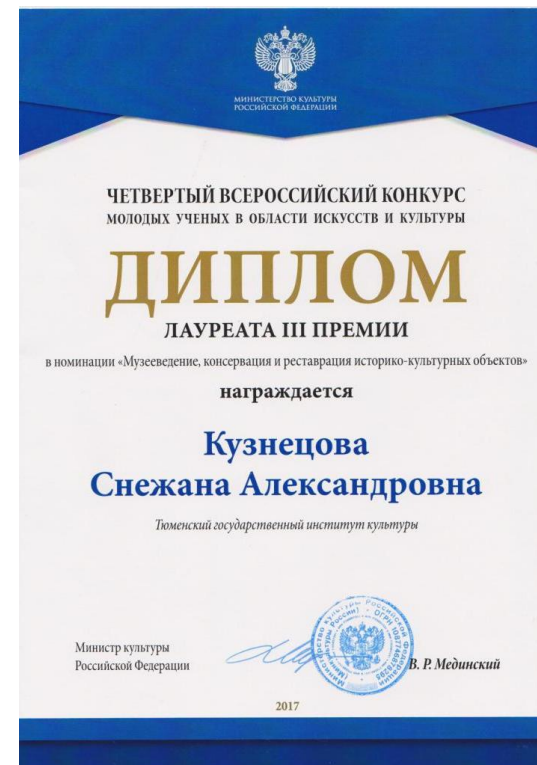 МИНИСТЕРСТВО КУЛЬТУРЫ
РОССИЙСКОЙ ФЕДЕРАЦИИ
ЧЕТВЕРТЫЙ ВСЕРОССИЙСКИЙ КОНКУРС
МОЛОДЫХ УЧЕНЫХ В ОБЛАСТИ ИСКУССТВ И КУЛЬТУРЫ
ДИПЛОМ
ЛАУРЕАТА III ПРЕМИИ
в номинации «Музееведение, консервация и реставрация историко-культурных объектов»
награждается
Кузнецова
Снежана Александровна
Тюменский государственный институт культуры
Министр культуры
Российской Федерации
В. Р. Мединский
2017